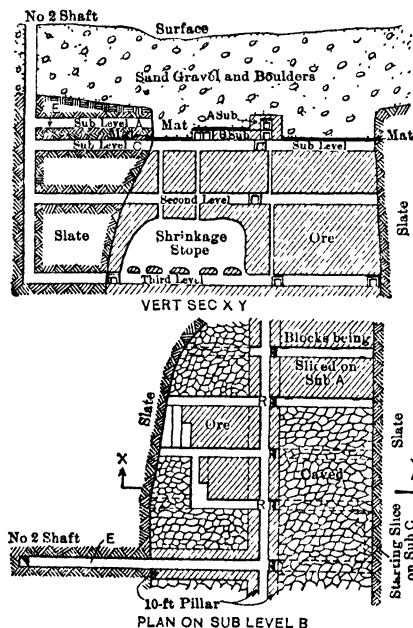 No 2 Shaft
Surface
Sand Gravel and Boulders
E
Sub Level A
Mat
A Sub
B Sub
Mat
Mat
Sub Level C
Sub Level
Second Level
Slate
Shrinkage
Stope
Ore
Third Level
VERT SEC X Y
Blocks being
Sliced on
Sub A
Slate
R
Ore
Slate
X
Caved
R
No 2 Shaft
E
Starting Slice
on Sub C
10-ft Pillar
PLAN ON SUB LEVEL B